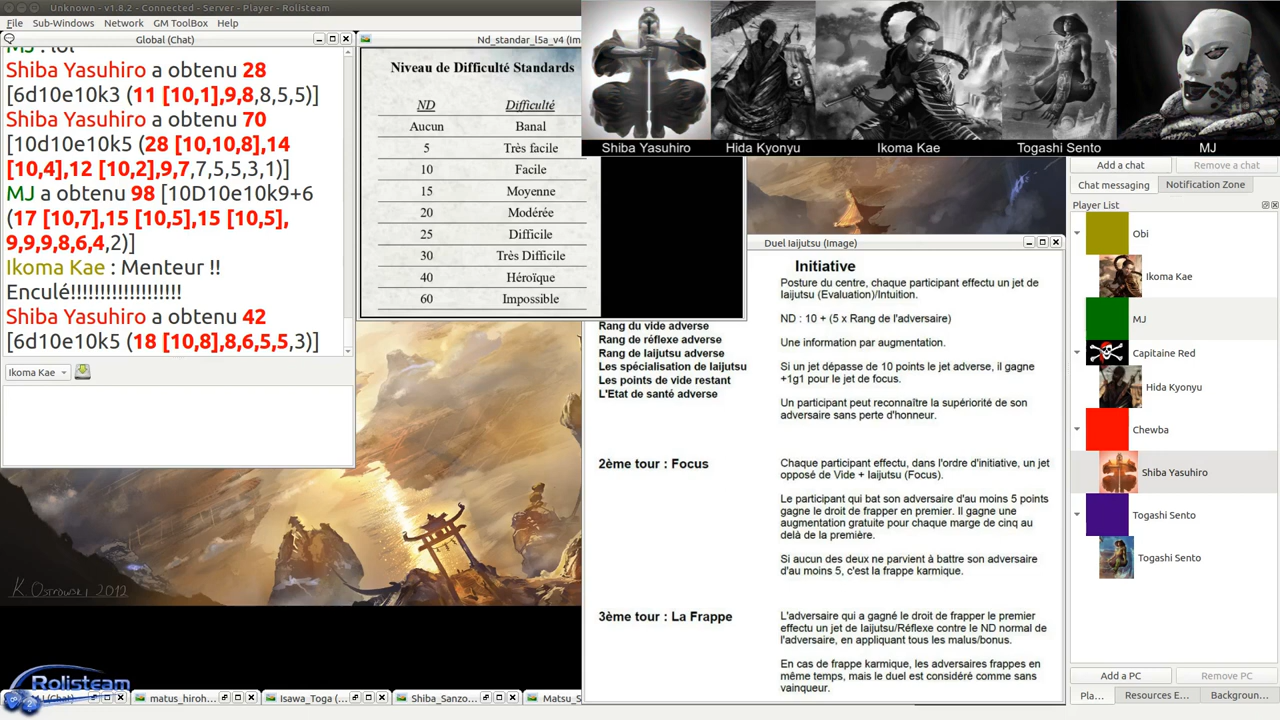 Unknown - v1.8.2 - Connected - Server - Player - Rolisteam
File Sub-Windows Network GM ToolBox Help
Global (Chat)
MJ : lol
Shiba Yasuhiro a obtenu 28
[6d10e10k3 (11 [10,1],9,8,8,5,5)]
Shiba Yasuhiro a obtenu 70
[10d10e10k5 (28 [10,10,8],14
[10,4],12 [10,2],9,7,7,5,5,3,1)]
MJ a obtenu 98 [10D10e10k9+6
(17 [10,7],15 [10,5],15 [10,5],
9,9,9,8,6,4,2)]
Ikoma Kae : Menteur !!
Enculé!!!!!!!!!!!!!!!!!!!
Shiba Yasuhiro a obtenu 42
[6d10e10k5 (18 [10,8],8,6,5,5,3)]
Ikoma Kae
Nd_standar_l5a_v4 (Im
Niveau de Difficulté Standards
ND Difficulté
Aucun Banal
5 Très facile
10 Facile
15 Moyenne
20 Modérée
25 Difficile
30 Très Difficile
40 Héroïque
60 Impossible
Shiba Yasuhiro Hida Kyonyu Ikoma Kae Togashi Sento MJ
Duel Iaijutsu (Image)
Initiative
Posture du centre, chaque participant effectu un jet de
Iaijutsu (Evaluation)/Intuition.
ND : 10 + (5 x Rang de l'adversaire)
Une information par augmentation.
Si un jet dépasse de 10 points le jet adverse, il gagne
+1g1 pour le jet de focus.
Un participant peut reconnaître la supériorité de son
adversaire sans perte d'honneur.
Rang du vide adverse
Rang de réflexe adverse
Rang de Iaijutsu adverse
Les spécialisation de Iaijutsu
Les points de vide restant
L'Etat de santé adverse
2ème tour : Focus
Chaque participant effectu, dans l'ordre d'initiative, un jet
opposé de Vide + Iaijutsu (Focus).
Le participant qui bat son adversaire d'au moins 5 points
gagne le droit de frapper en premier. Il gagne une
augmentation gratuite pour chaque marge de cinq au
delà de la première.
Si aucun des deux ne parvient à battre son adversaire
d'au moins 5, c'est la frappe karmique.
3ème tour : La Frappe
L'adversaire qui a gagné le droit de frapper le premier
effectu un jet de Iaijutsu/Réflexe contre le ND normal de
l'adversaire, en appliquant tous les malus/bonus.
En cas de frappe karmique, les adversaires frappes en
même temps, mais le duel est considéré comme sans
vainqueur.
Add a chat Remove a chat
Chat messaging Notification Zone
Player List
Obi
Ikoma Kae
MJ
Capitaine Red
Hida Kyonyu
Chewba
Shiba Yasuhiro
Togashi Sento
Togashi Sento
Add a PC Remove PC
Pla... Resources E... Backgroun...
K OSTROWSKI 2012
Rolisteam
(Chat) matus_hiroh... Isawa_Toga (... Shiba_Sanzo... Matsu_S